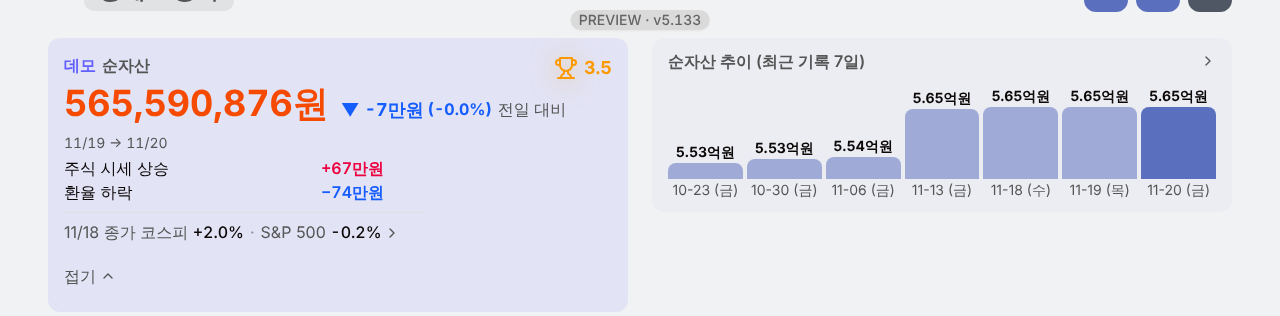 PREVIEW · v5.133
데모 순자산
3.5
565,590,876원 ▼ -7만원 (-0.0%) 전일 대비
11/19 → 11/20
주식 시세 상승 +67만원
환율 하락 −74만원
11/18 종가 코스피 +2.0% · S&P 500 -0.2% >
접기
순자산 추이 (최근 기록 7일) >
5.53억원 5.53억원 5.54억원 5.65억원 5.65억원 5.65억원 5.65억원
10-23 (금) 10-30 (금) 11-06 (금) 11-13 (금) 11-18 (수) 11-19 (목) 11-20 (금)